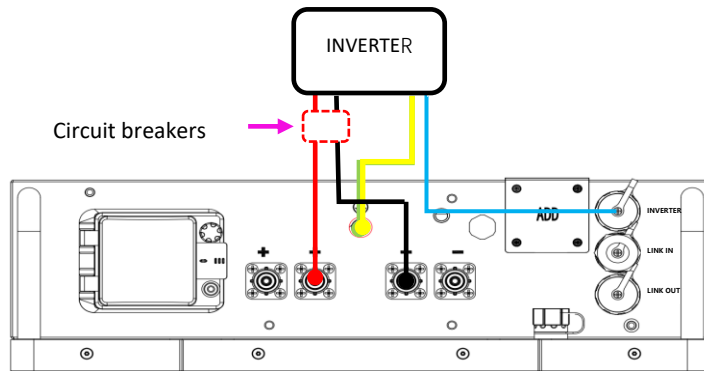 INVERTER
Circuit breakers
ADD
INVERTER
LINK IN
LINK OUT
+ + − −